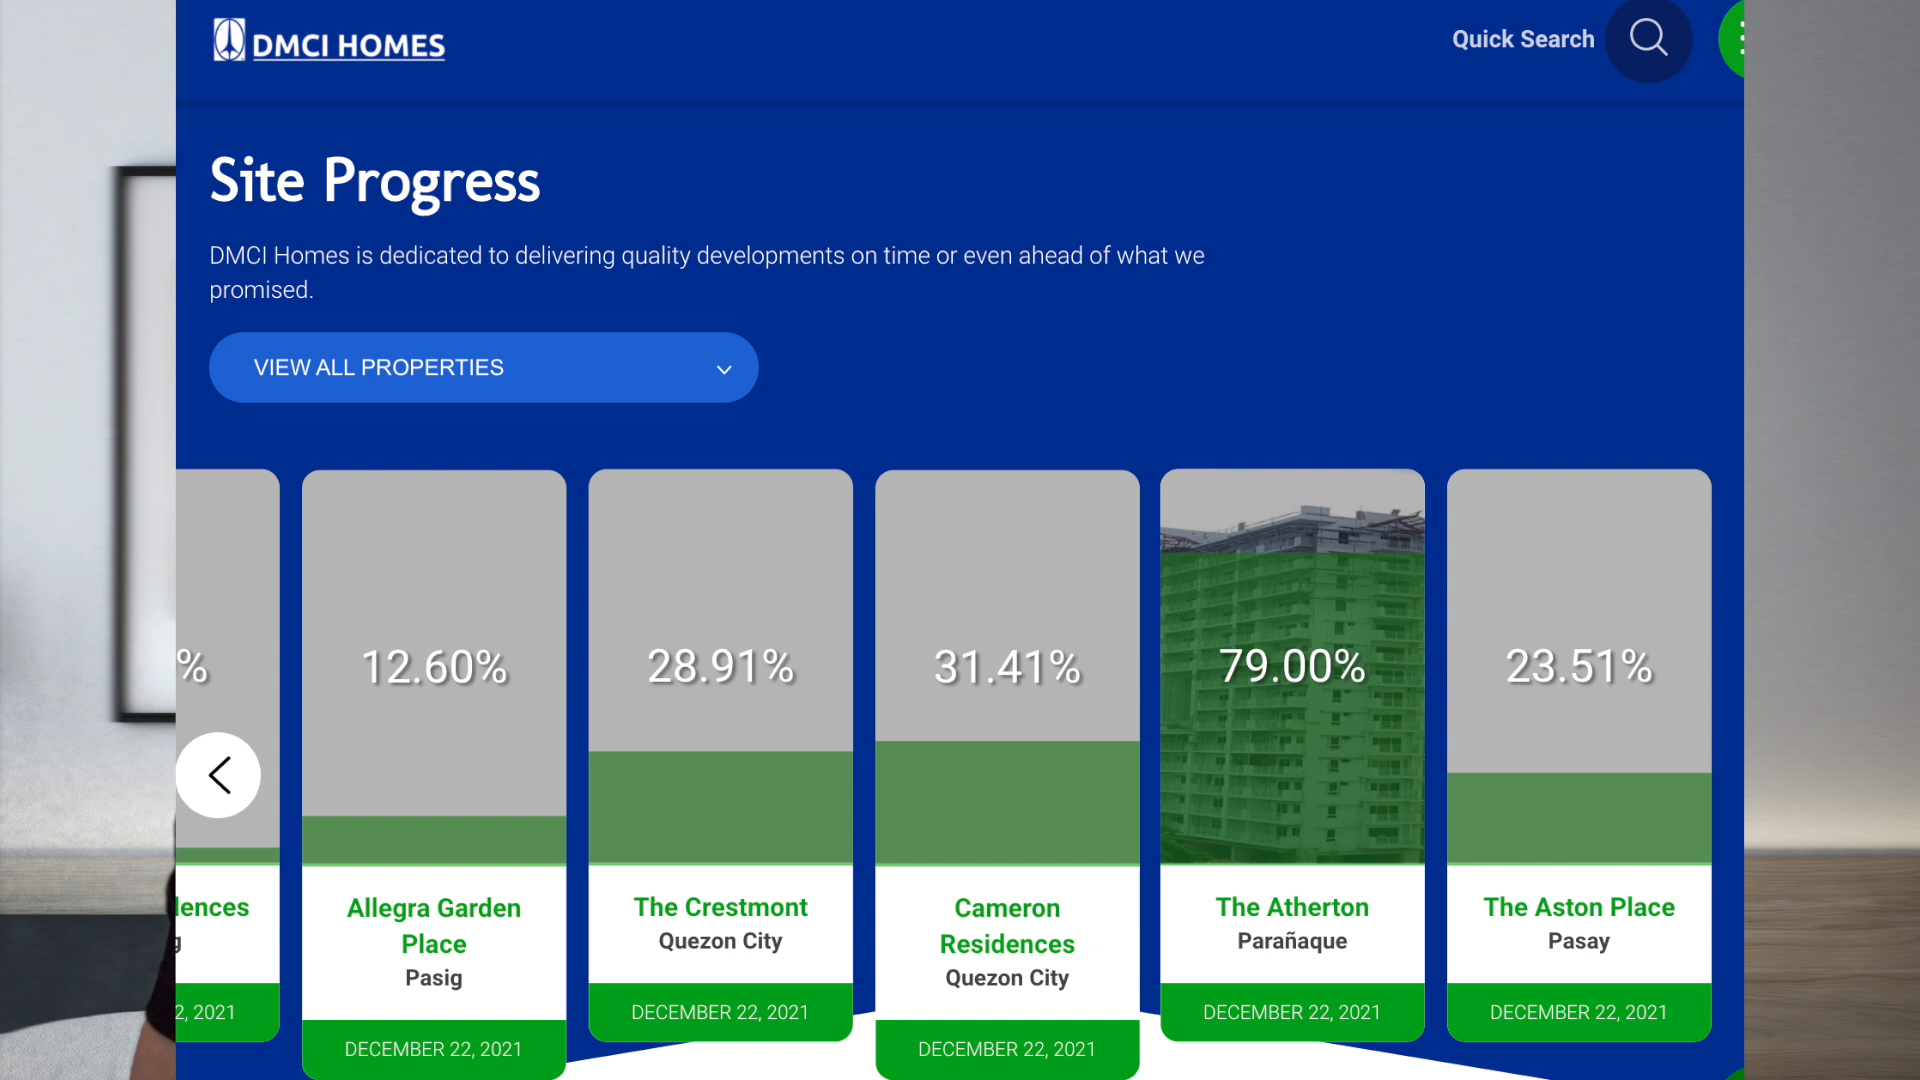 DMCI HOMES
Quick Search
Site Progress
DMCI Homes is dedicated to delivering quality developments on time or even ahead of what we
promised.
VIEW ALL PROPERTIES
%
lences
g
2, 2021
12.60%
Allegra Garden
Place
Pasig
DECEMBER 22, 2021
28.91%
The Crestmont
Quezon City
DECEMBER 22, 2021
31.41%
Cameron
Residences
Quezon City
DECEMBER 22, 2021
79.00%
The Atherton
Parañaque
DECEMBER 22, 2021
23.51%
The Aston Place
Pasay
DECEMBER 22, 2021